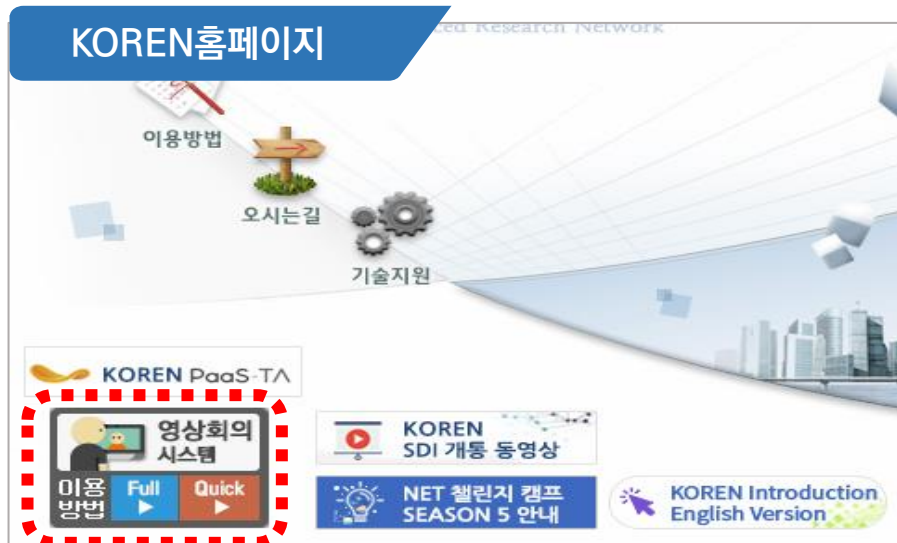 KOREN홈페이지
ced Research Network
이용방법
오시는길
기술지원
KOREN PaaS-TA
영상회의
시스템
이용
방법
Full
Quick
KOREN
SDI 개통 동영상
NET 챌린지 캠프
SEASON 5 안내
KOREN Introduction
English Version